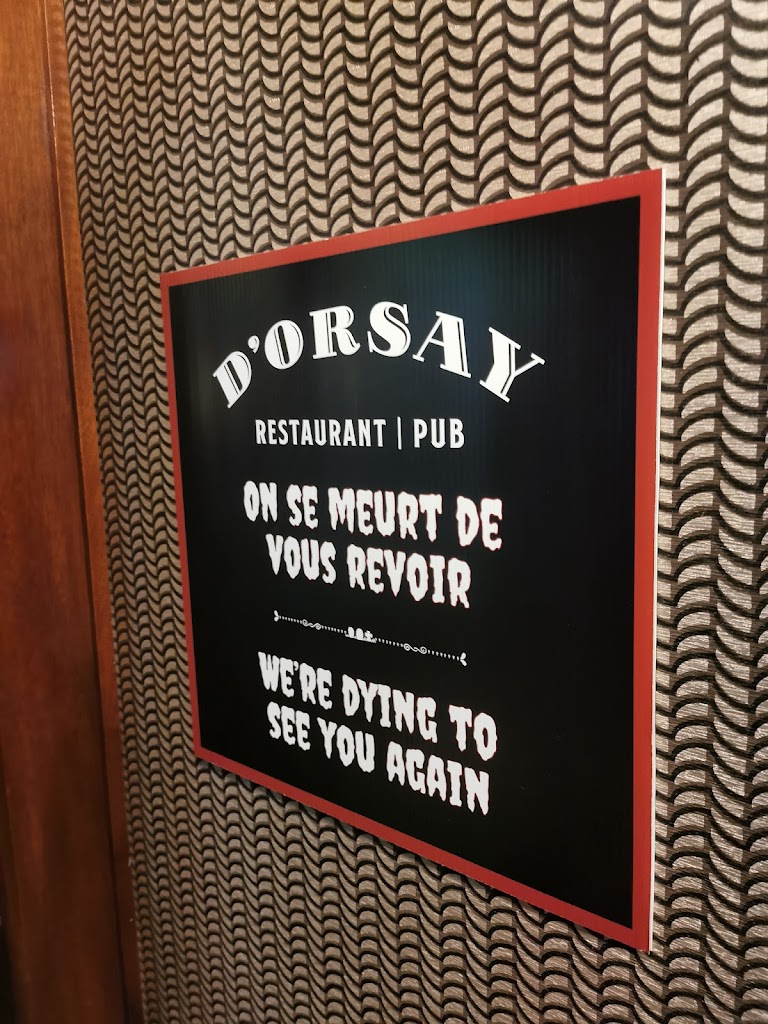 D'ORSAY
RESTAURANT | PUB
ON SE MEURT DE
VOUS REVOIR
WE'RE DYING TO
SEE YOU AGAIN